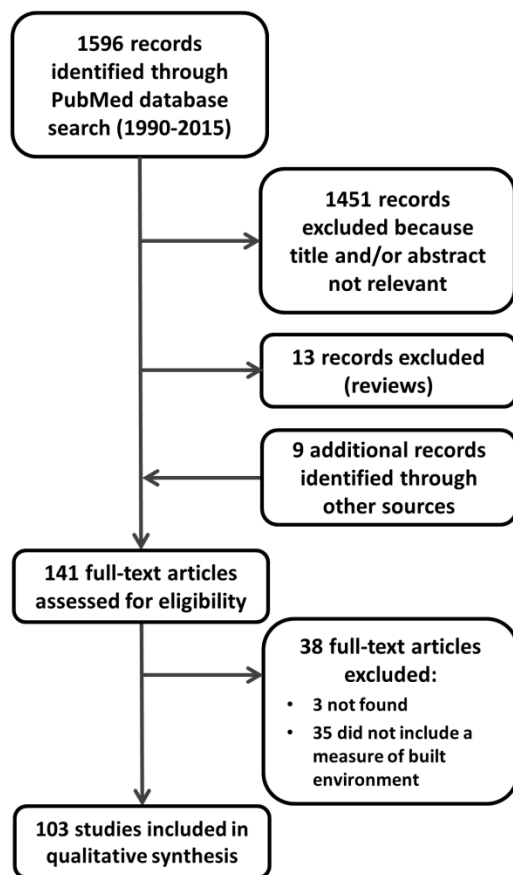 1596 records
identified through
PubMed database
search (1990-2015)
1451 records
excluded because
title and/or abstract
not relevant
13 records excluded
(reviews)
9 additional records
identified through
other sources
141 full-text articles
assessed for eligibility
38 full-text articles
excluded:
• 3 not found
• 35 did not include a
measure of built
environment
103 studies included in
qualitative synthesis